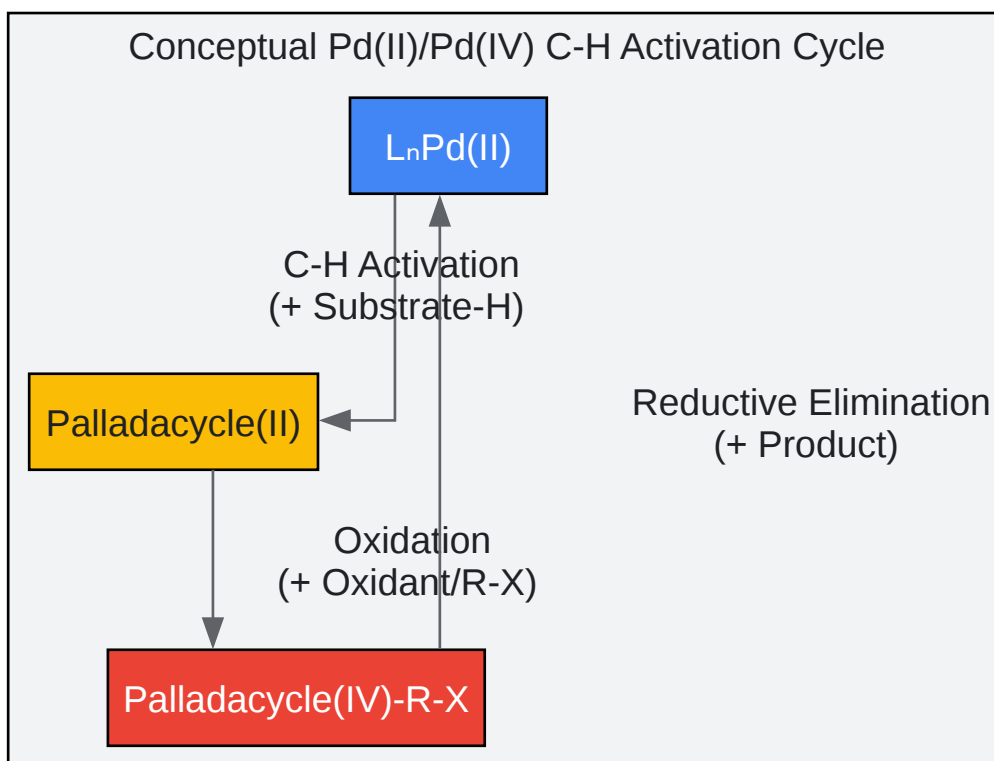 Conceptual Pd(II)/Pd(IV) C-H Activation Cycle
LₙPd(II)
C-H Activation
(+ Substrate-H)
Palladacycle(II)
Reductive Elimination
(+ Product)
Oxidation
(+ Oxidant/R-X)
Palladacycle(IV)-R-X